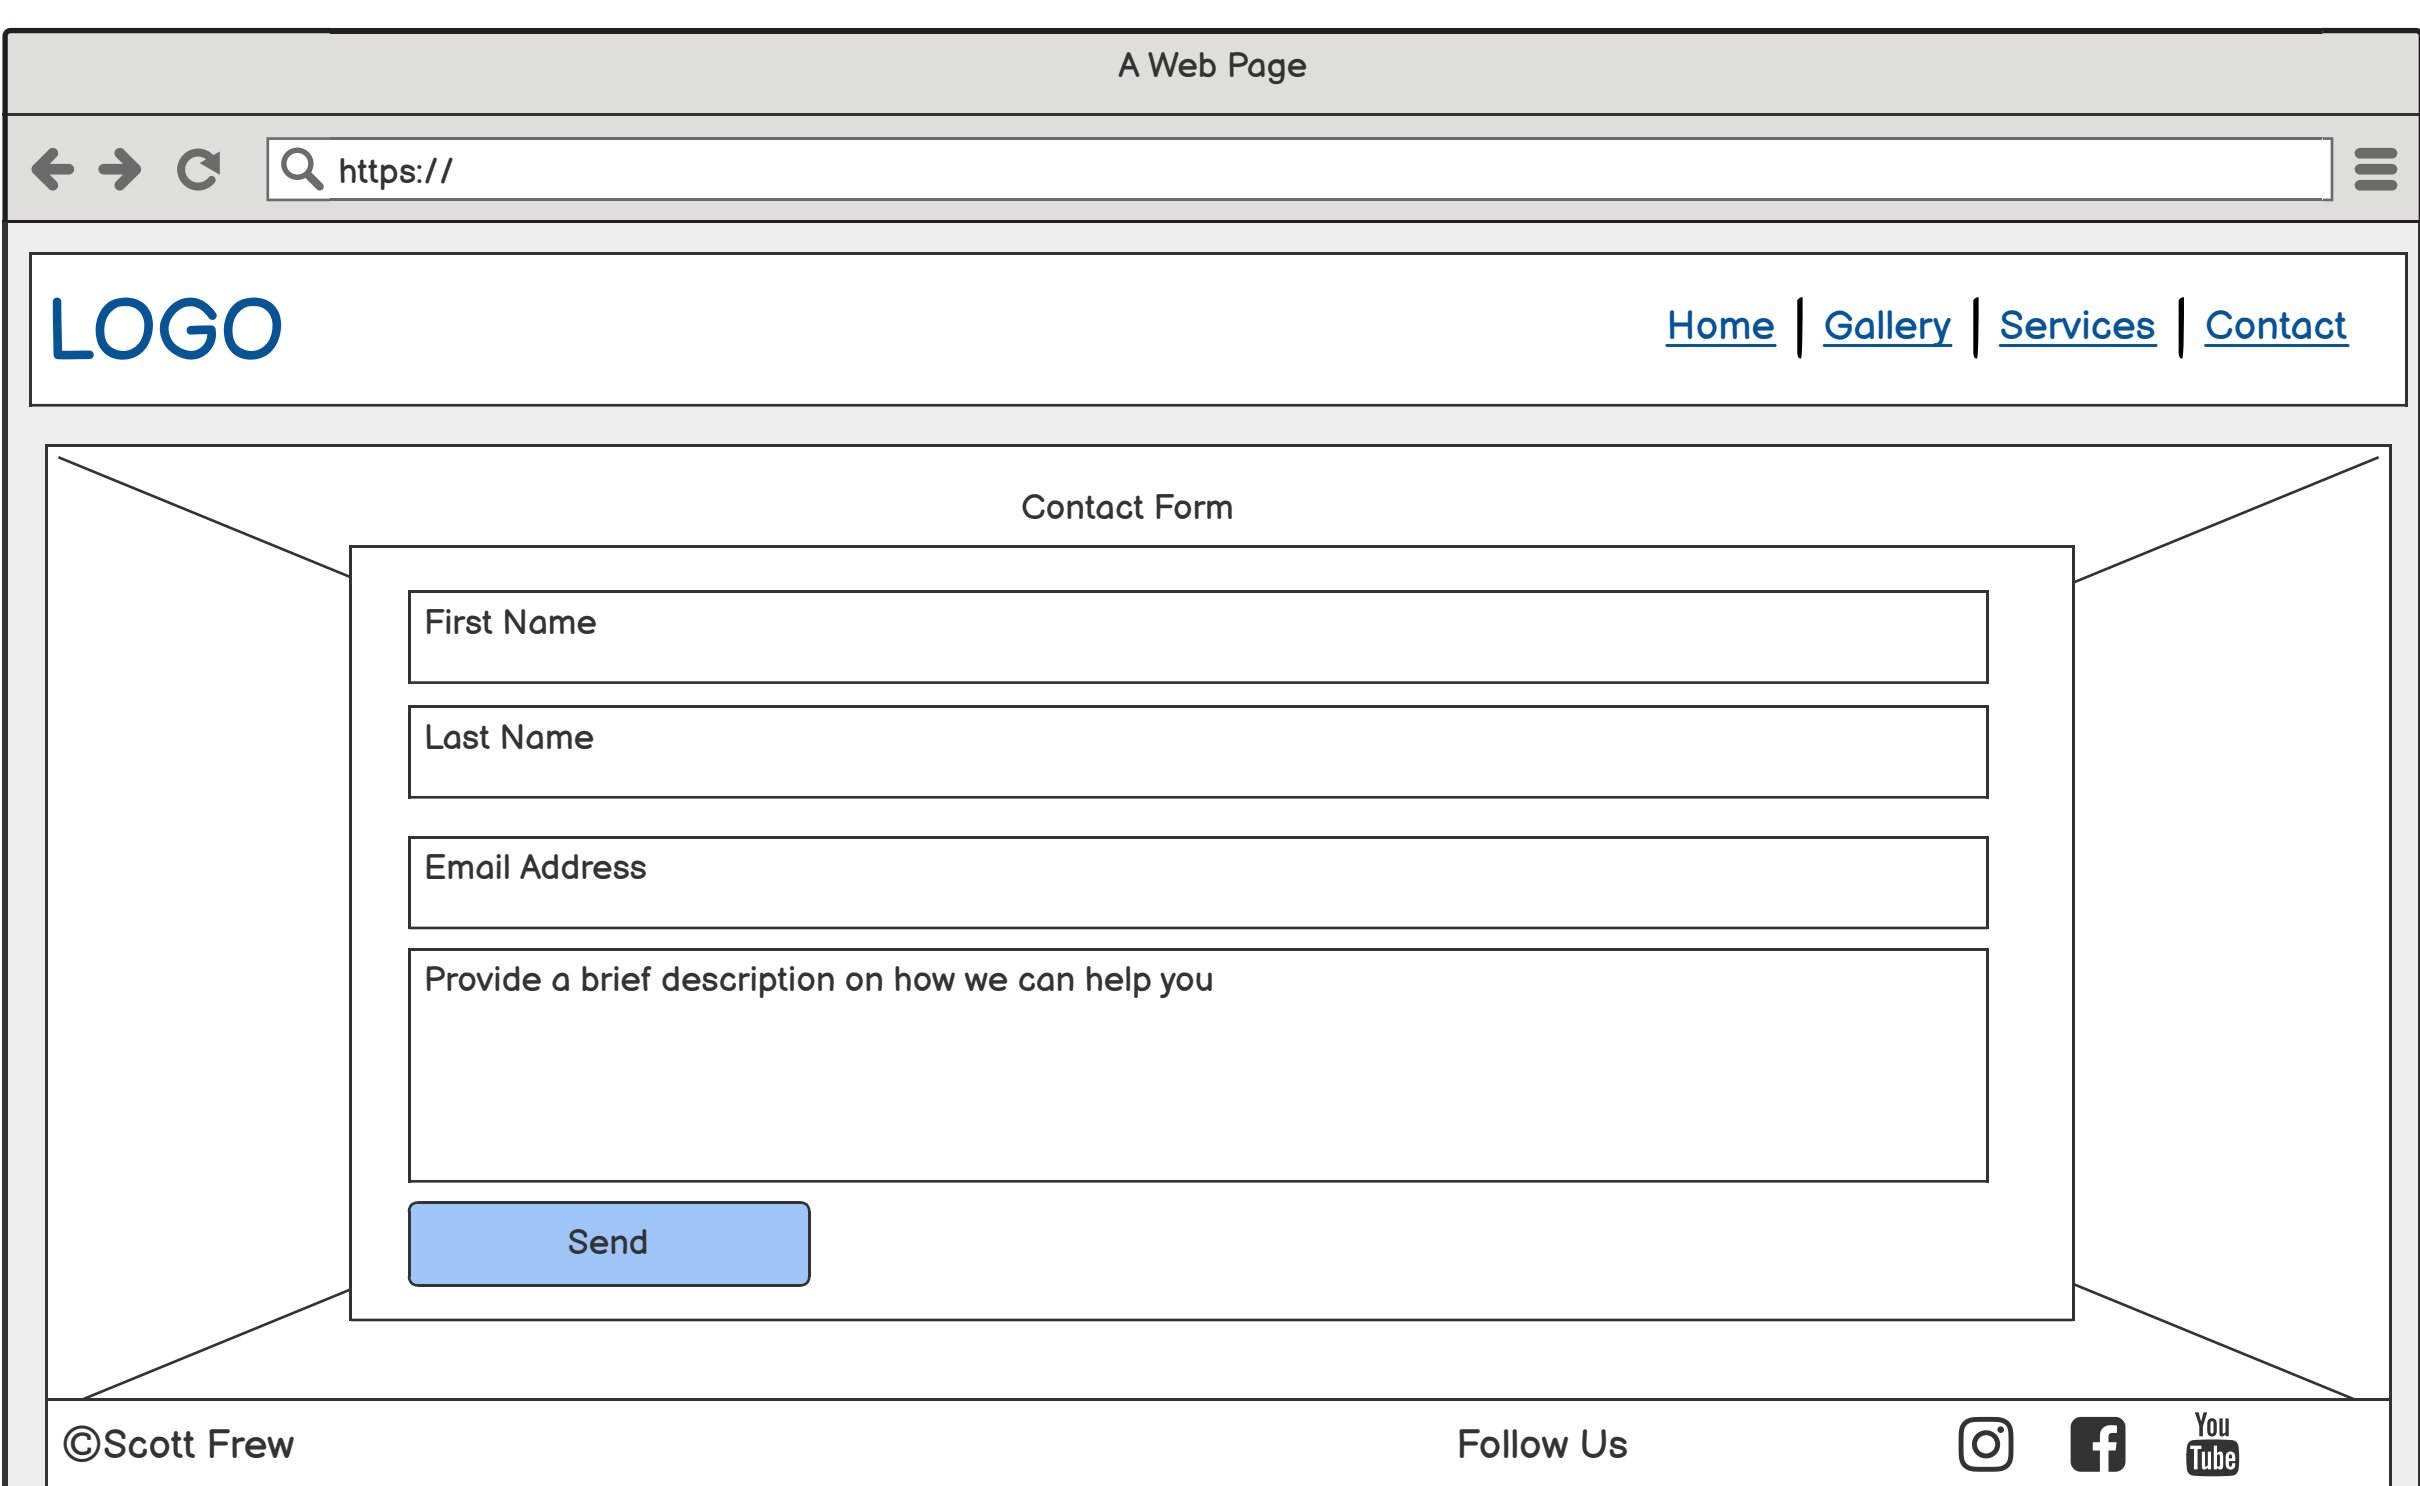 A Web Page
https://
LOGO
Home | Gallery | Services | Contact
Contact Form
First Name
Last Name
Email Address
Provide a brief description on how we can help you
Send
©Scott Frew Follow Us You
Tube